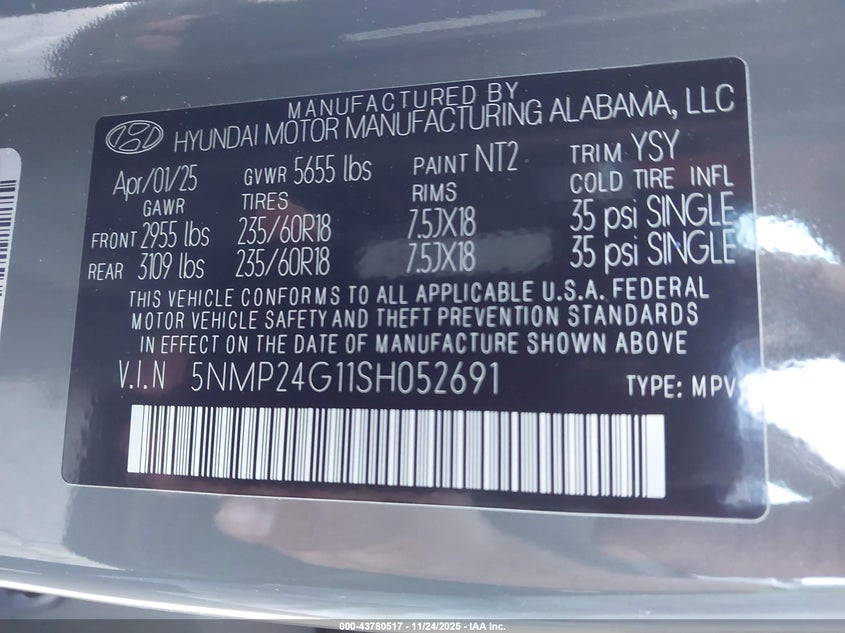 MANUFACTURED BY
HYUNDAI MOTOR MANUFACTURING ALABAMA, LLC
Apr/01/25 GVWR 5655 lbs PAINT NT2 TRIM YSY
GAWR TIRES RIMS COLD TIRE INFL
FRONT 2955 lbs 235/60R18 7.5JX18 35 psi SINGLE
REAR 3109 lbs 235/60R18 7.5JX18 35 psi SINGLE
THIS VEHICLE CONFORMS TO ALL APPLICABLE U.S.A. FEDERAL
MOTOR VEHICLE SAFETY AND THEFT PREVENTION STANDARDS
IN EFFECT ON THE DATE OF MANUFACTURE SHOWN ABOVE
V.I.N 5NMP24G11SH052691 TYPE: MPV
000-43780517 - 11/24/2025 - IAA Inc.